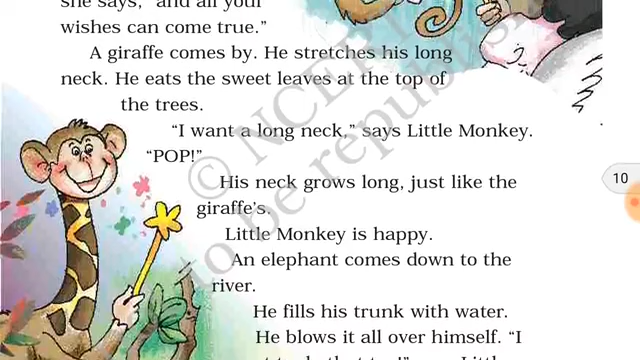 she says, "and all your
wishes can come true."
A giraffe comes by. He stretches his long
neck. He eats the sweet leaves at the top of
the trees.
"I want a long neck," says Little Monkey.
"POP!"
His neck grows long, just like the
giraffe's.
Little Monkey is happy.
An elephant comes down to the
river.
He fills his trunk with water.
He blows it all over himself. "I
says Little
© NCERT
to be republished
10